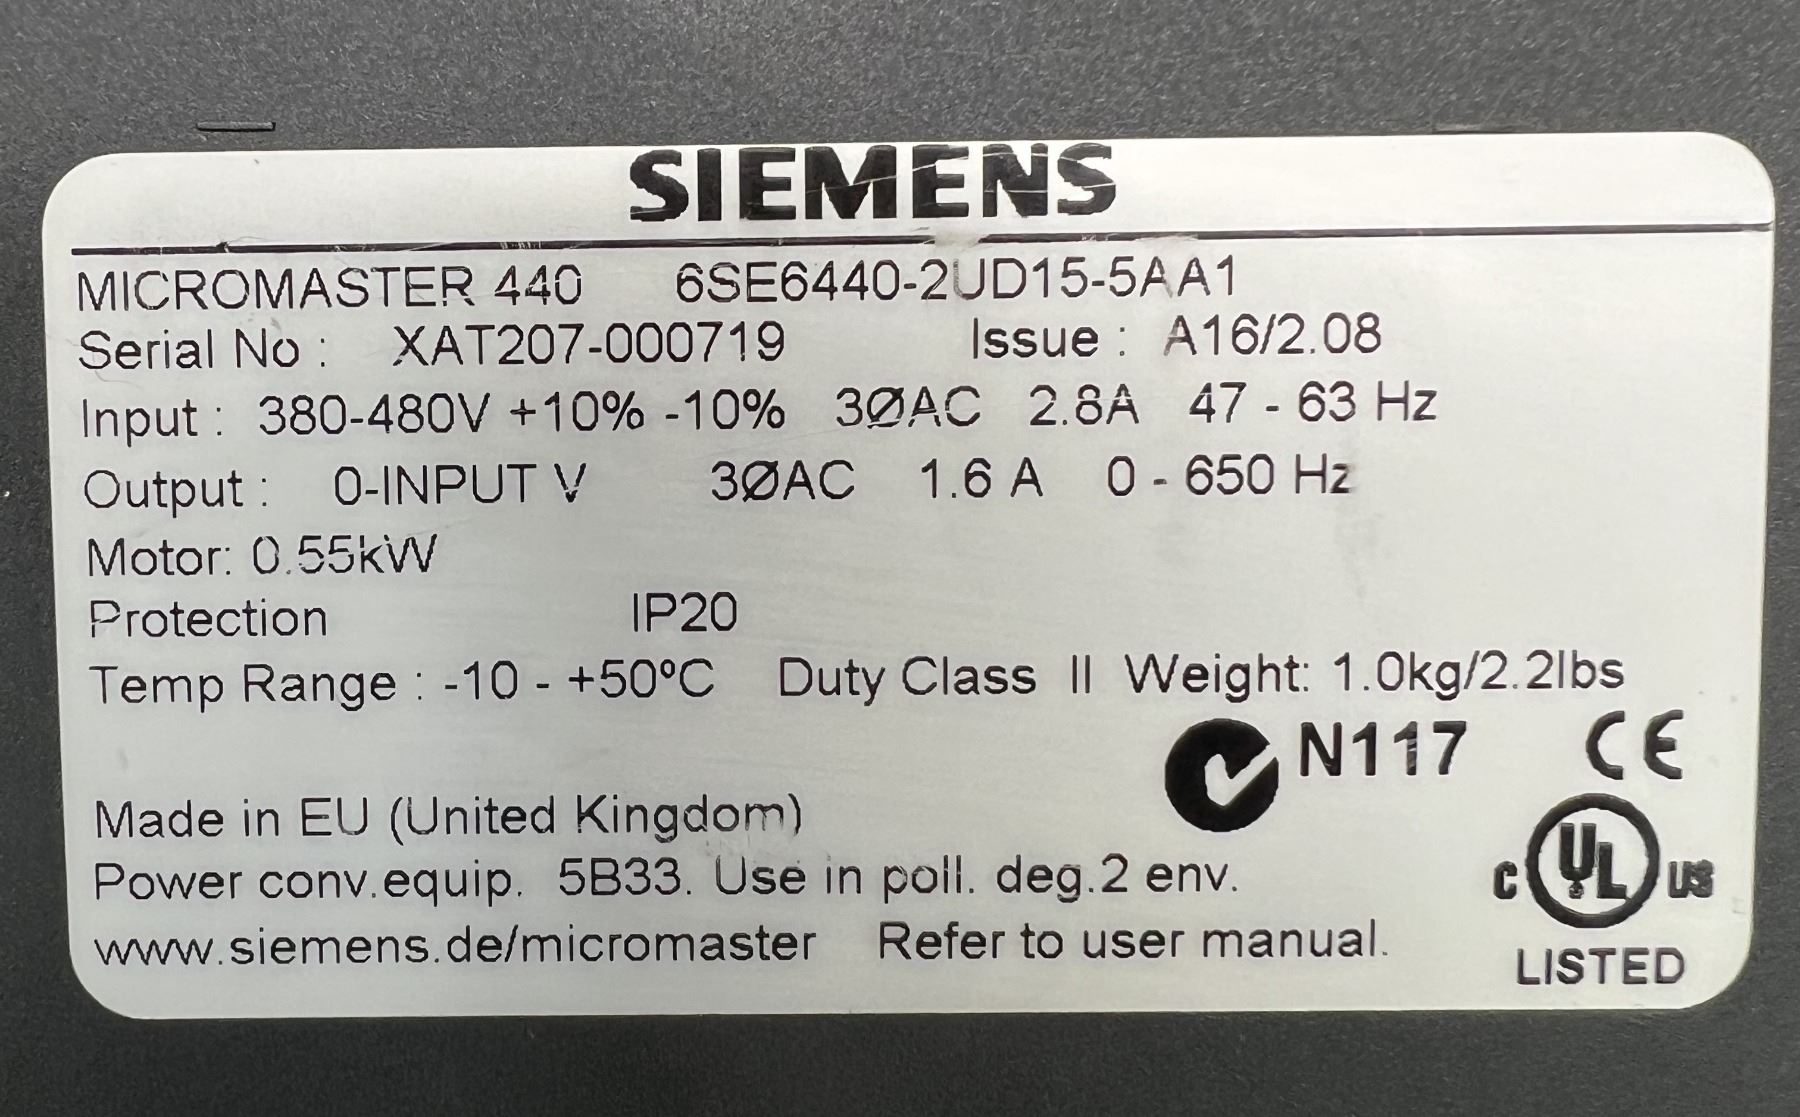 SIEMENS
MICROMASTER 440 6SE6440-2UD15-5AA1
Serial No : XAT207-000719 Issue : A16/2.08
Input : 380-480V +10% -10% 3ØAC 2.8A 47 - 63 Hz
Output : 0-INPUT V 3ØAC 1.6 A 0 - 650 Hz
Motor: 0.55kW
Protection IP20
Temp Range : -10 - +50ºC Duty Class II Weight: 1.0kg/2.2lbs
N117 CE
Made in EU (United Kingdom)
Power conv.equip. 5B33. Use in poll. deg.2 env.
C UL US
www.siemens.de/micromaster Refer to user manual.
LISTED